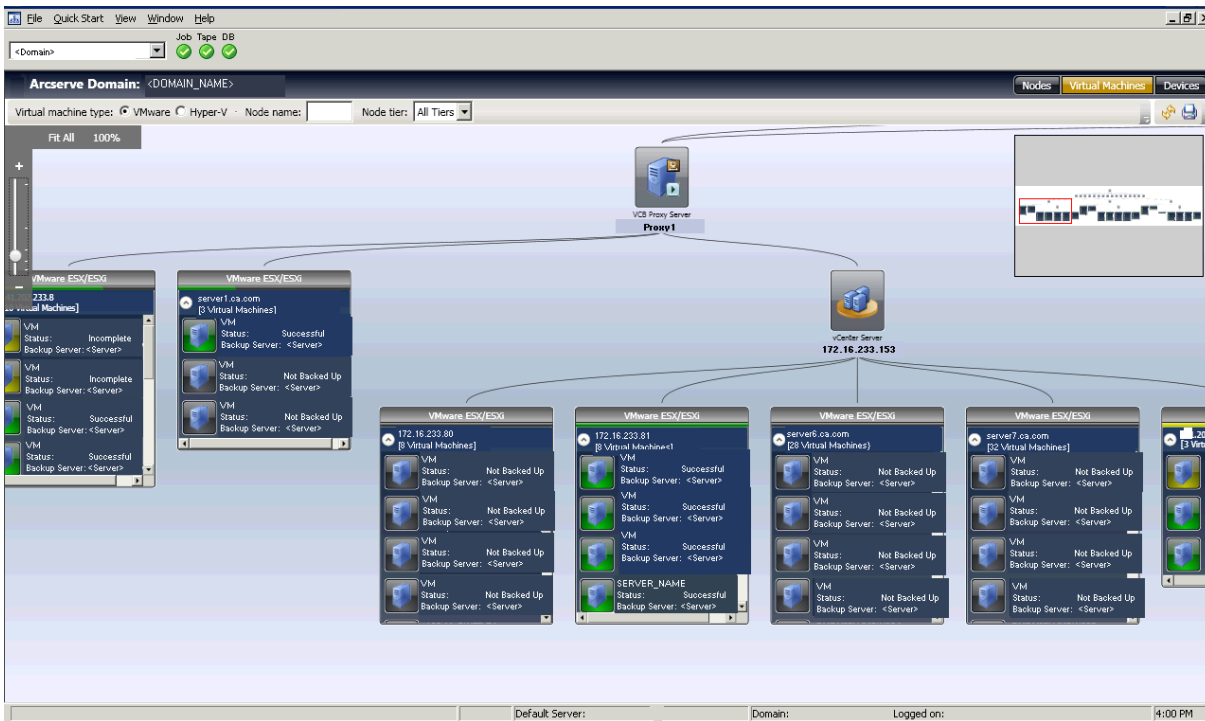 File Quick Start View Window Help
Job Tape DB
<Domain>
Arcserve Domain: <DOMAIN_NAME>
Nodes Virtual Machines Devices
Virtual machine type: VMware Hyper-V Node name: Node tier: All Tiers
Fit All 100%
VCB Proxy Server
Proxy1
VMware ESX/ESXi
233.8
Virtual Machines]
VM
Status: Incomplete
Backup Server: <Server>
VM
Status: Incomplete
Backup Server: <Server>
VM
Status: Successful
Backup Server: <Server>
VM
Status: Successful
Backup Server: <Server>
VMware ESX/ESXi
server1.ca.com
[3 Virtual Machines]
VM
Status: Successful
Backup Server: <Server>
VM
Status: Not Backed Up
Backup Server: <Server>
VM
Status: Not Backed Up
Backup Server: <Server>
vCenter Server
172.16.233.153
VMware ESX/ESXi
172.16.233.80
[8 Virtual Machines]
VM
Status: Not Backed Up
Backup Server: <Server>
VM
Status: Not Backed Up
Backup Server: <Server>
VM
Status: Not Backed Up
Backup Server: <Server>
VM
Status: Not Backed Up
Backup Server: <Server>
VMware ESX/ESXi
172.16.233.81
[8 Virtual Machines]
VM
Status: Successful
Backup Server: <Server>
VM
Status: Successful
Backup Server: <Server>
VM
Status: Successful
Backup Server: <Server>
SERVER_NAME
Status: Successful
Backup Server: <Server>
VMware ESX/ESXi
server6.ca.com
[28 Virtual Machines}
VM
Status: Not Backed Up
Backup Server: <Server>
VM
Status: Not Backed Up
Backup Server: <Server>
VM
Status: Not Backed Up
Backup Server: <Server>
VM
Status: Not Backed Up
Backup Server: <Server>
VMware ESX/ESXi
server7.ca.com
[32 Virtual Machines]
VM
Status: Not Backed Up
Backup Server: <Server>
VM
Status: Not Backed Up
Backup Server: <Server>
VM
Status: Not Backed Up
Backup Server: <Server>
VM
Status: Not Backed Up
Backup Server: <Server>
.20
[3 Virt
Default Server: Domain: Logged on: 4:00 PM